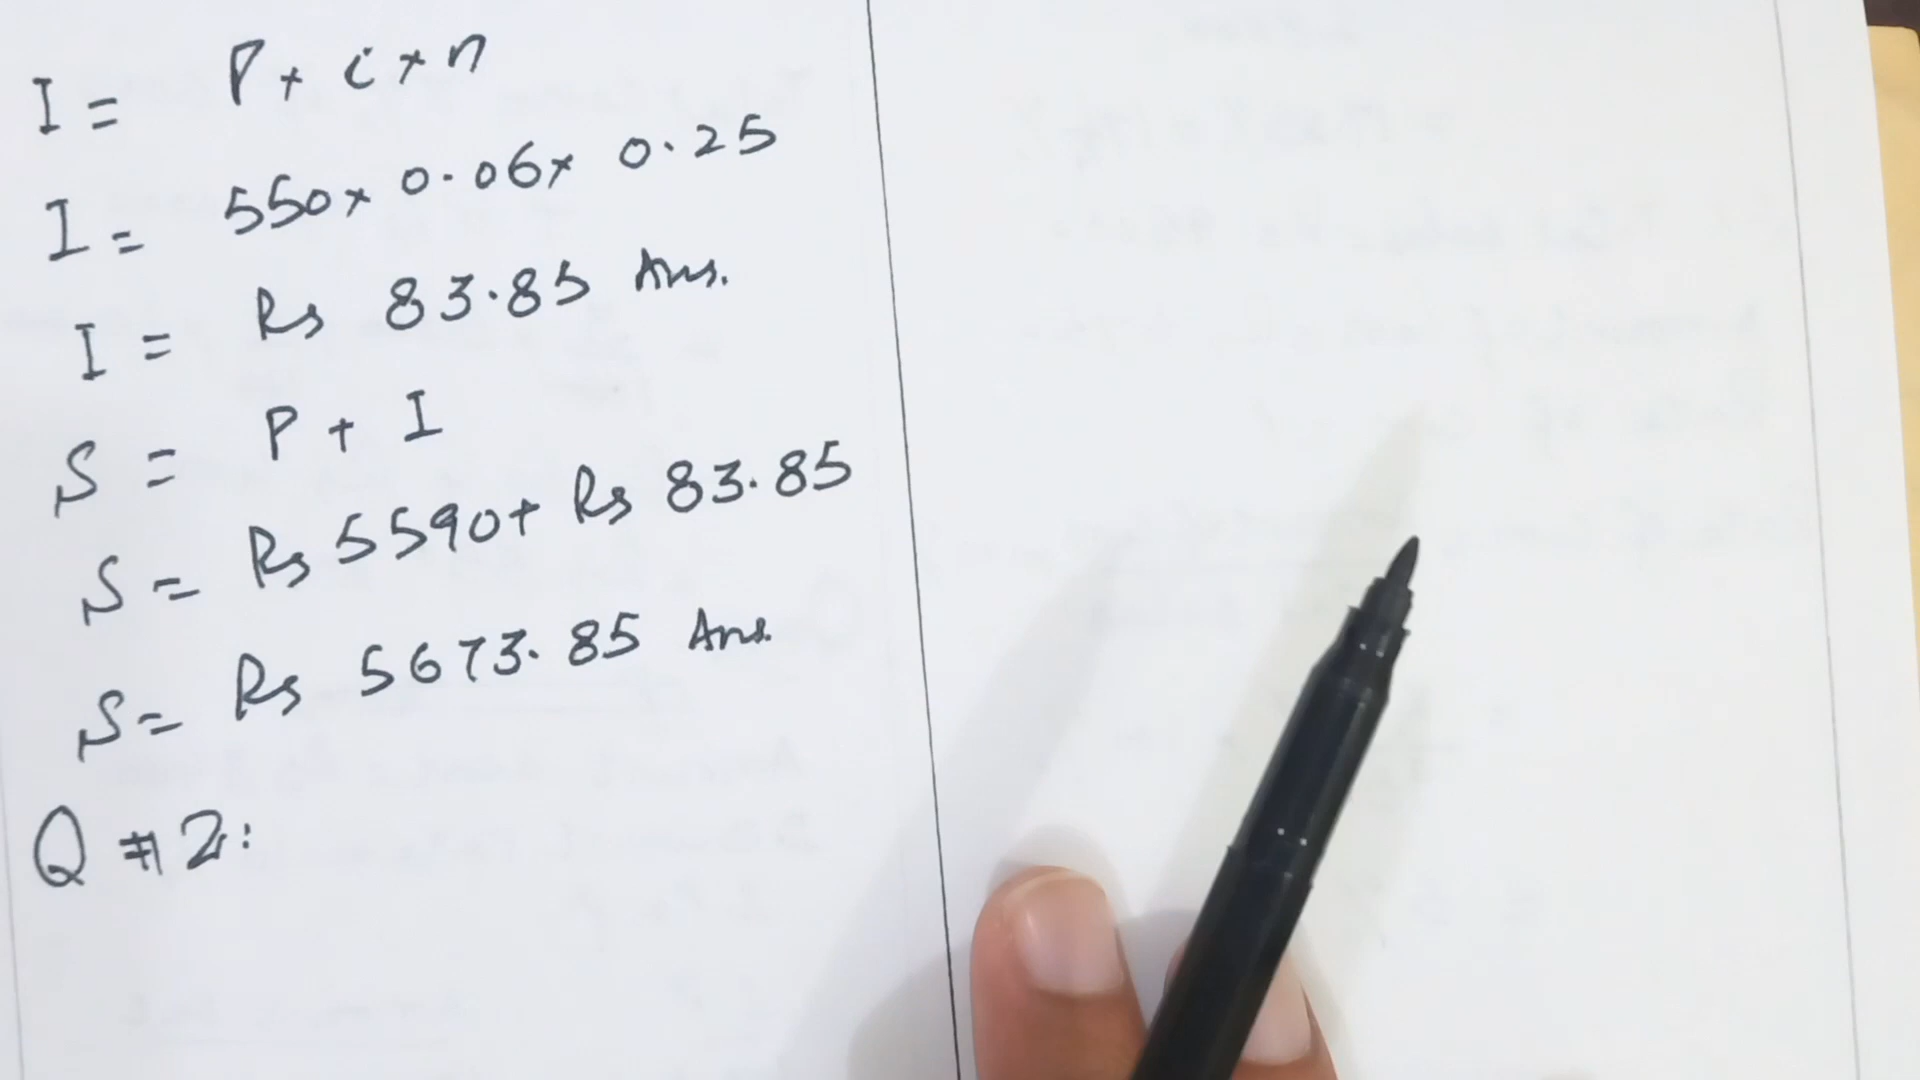 I = P × i × n
I = 550 × 0.06 × 0.25
I = Rs 83.85 Ans.
S = P + I
S = Rs 5590 + Rs 83.85
S = Rs 5673.85 Ans.
Q # 2: